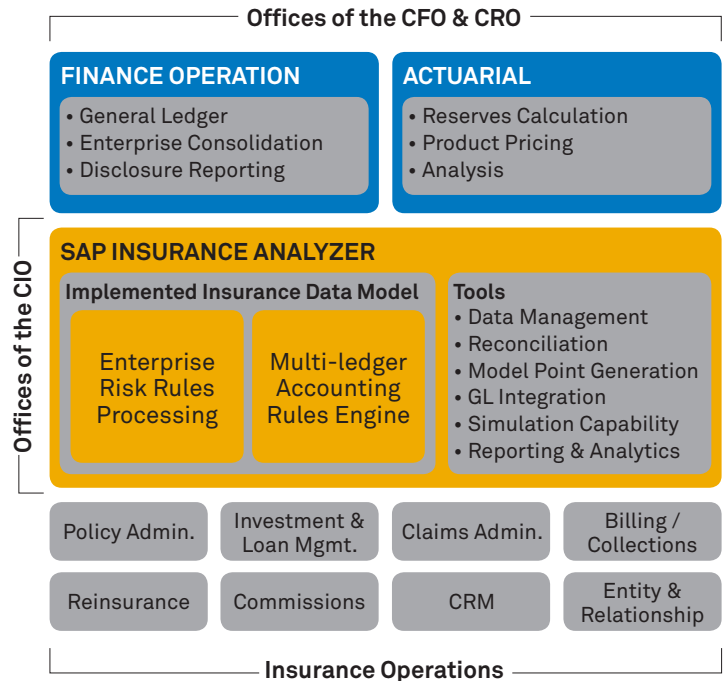 Offices of the CFO & CRO
FINANCE OPERATION
• General Ledger
• Enterprise Consolidation
• Disclosure Reporting
ACTUARIAL
• Reserves Calculation
• Product Pricing
• Analysis
Offices of the CIO
SAP INSURANCE ANALYZER
Implemented Insurance Data Model
Enterprise
Risk Rules
Processing
Multi-ledger
Accounting
Rules Engine
Tools
• Data Management
• Reconciliation
• Model Point Generation
• GL Integration
• Simulation Capability
• Reporting & Analytics
Policy Admin.
Investment &
Loan Mgmt.
Claims Admin.
Billing /
Collections
Reinsurance
Commissions
CRM
Entity &
Relationship
Insurance Operations